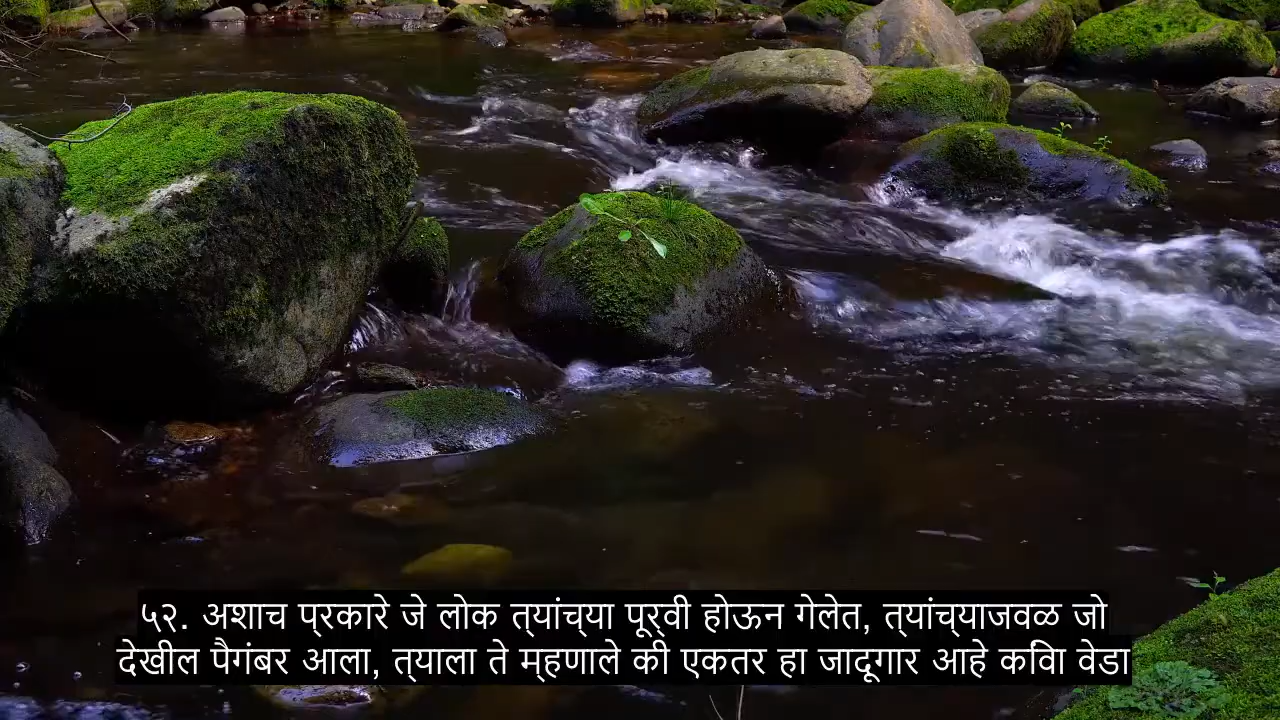 ५२. अशाच प्रकारे जे लोक त्यांच्या पूर्वी होऊन गेलेत, त्यांच्याजवळ जो
देखील पैगंबर आला, त्याला ते म्हणाले की एकतर हा जादूगार आहे किंवा वेडा